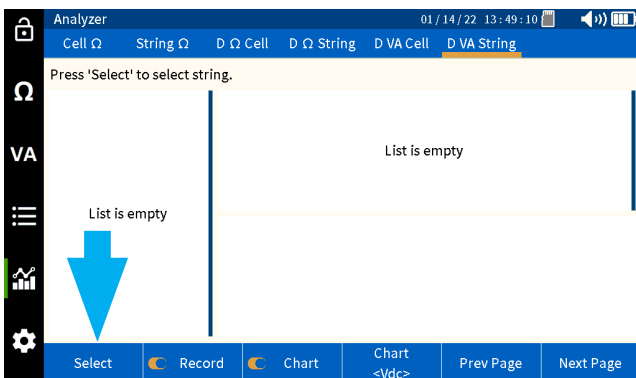 Analyzer 01/14/22 13:49:10
Cell Ω String Ω D Ω Cell D Ω String D VA Cell D VA String
Press 'Select' to select string.
Ω
List is empty
VA
List is empty
Select Record Chart Chart <Vdc> Prev Page Next Page